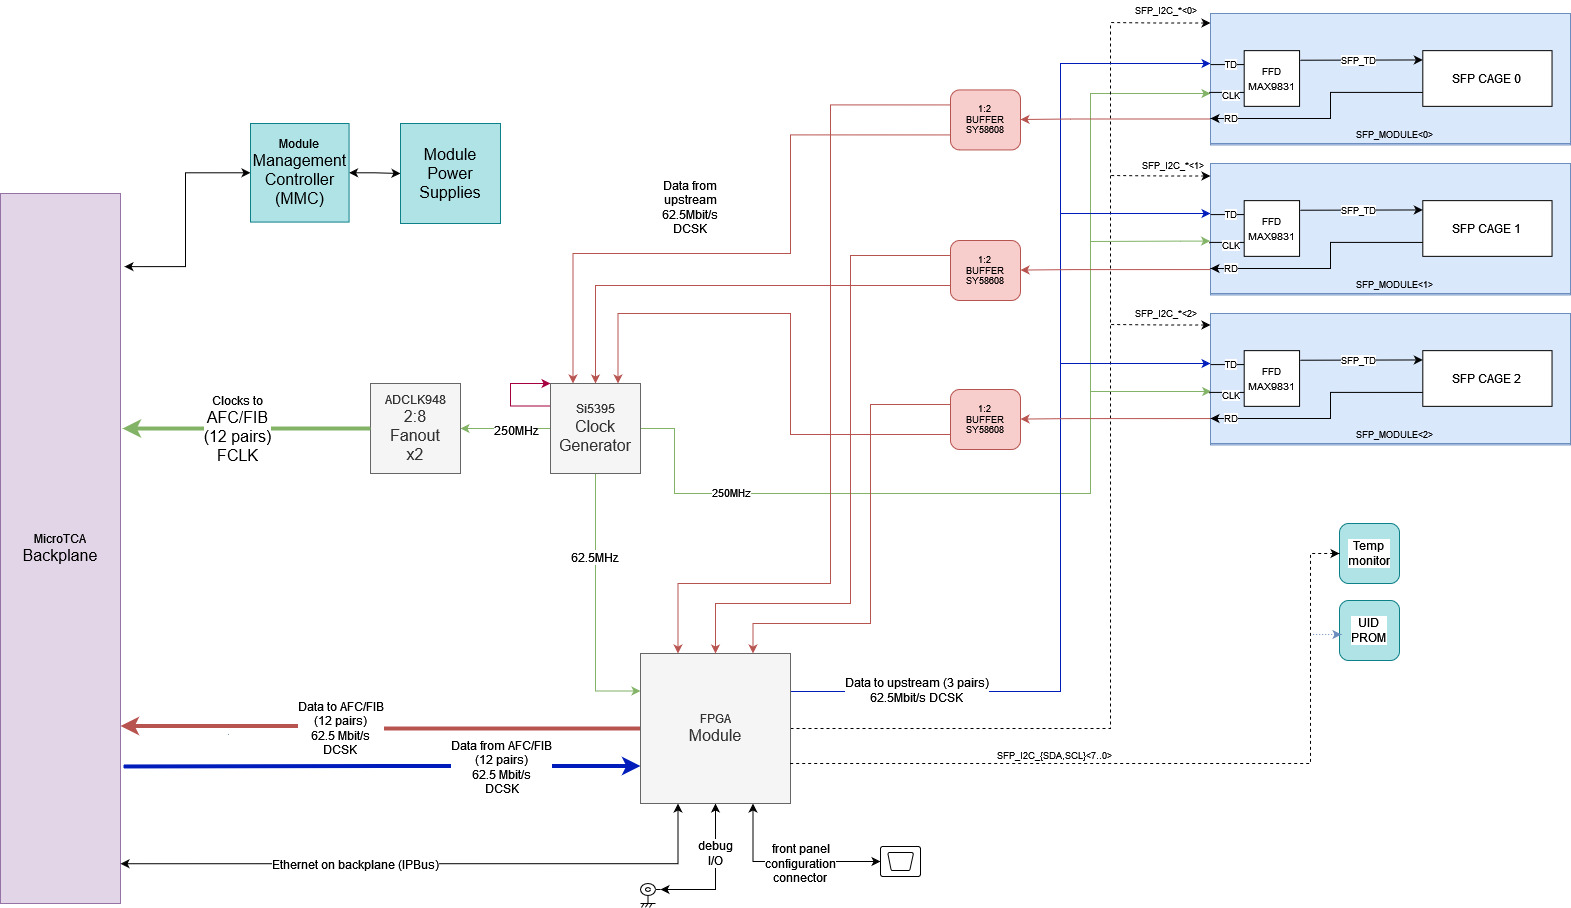 SFP_I2C_*<0>
TD
CLK
RD
FFD
MAX9831
SFP_TD
SFP CAGE 0
SFP_MODULE<0>
1:2
BUFFER
SY58608
Module
Management
Controller
(MMC)
Module
Power
Supplies
SFP_I2C_*<1>
TD
CLK
RD
FFD
MAX9831
SFP_TD
SFP CAGE 1
SFP_MODULE<1>
Data from
upstream
62.5Mbit/s
DCSK
1:2
BUFFER
SY58608
SFP_I2C_*<2>
TD
CLK
RD
FFD
MAX9831
SFP_TD
SFP CAGE 2
SFP_MODULE<2>
1:2
BUFFER
SY58608
Clocks to
AFC/FIB
(12 pairs)
FCLK
ADCLK948
2:8
Fanout
x2
250MHz
Si5395
Clock
Generator
250MHz
62.5MHz
MicroTCA
Backplane
Temp
monitor
UID
PROM
Data to AFC/FIB
(12 pairs)
62.5 Mbit/s
DCSK
Data from AFC/FIB
(12 pairs)
62.5 Mbit/s
DCSK
FPGA
Module
Data to upstream (3 pairs)
62.5Mbit/s DCSK
SFP_I2C_{SDA,SCL}<7..0>
Ethernet on backplane (IPBus)
debug
I/O
front panel
configuration
connector